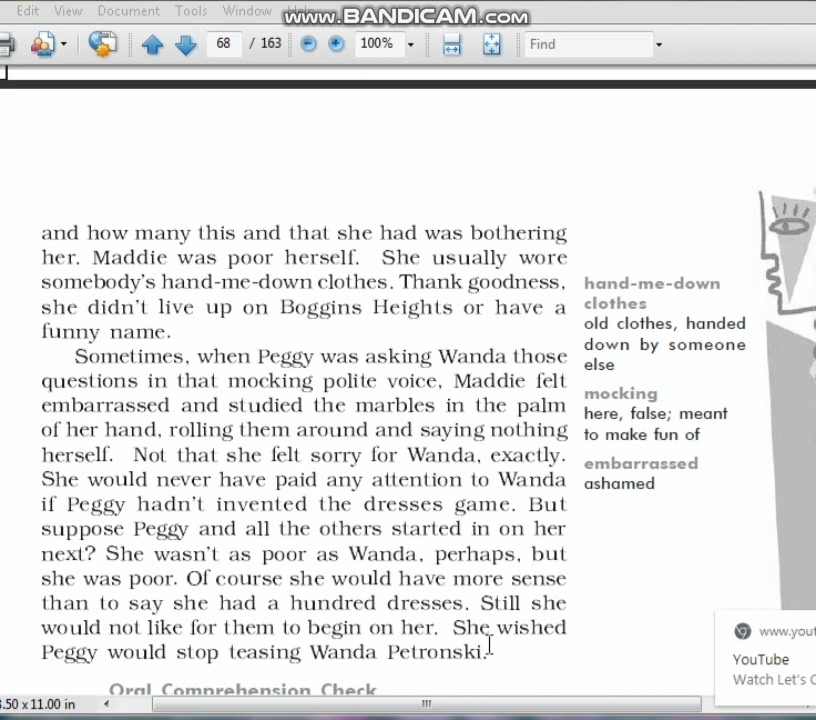 Edit View Document Tools Window
www.BANDICAM.com
68 / 163 100% Find
and how many this and that she had was bothering
her. Maddie was poor herself. She usually wore
somebody's hand-me-down clothes. Thank goodness,
she didn't live up on Boggins Heights or have a
funny name.
Sometimes, when Peggy was asking Wanda those
questions in that mocking polite voice, Maddie felt
embarrassed and studied the marbles in the palm
of her hand, rolling them around and saying nothing
herself. Not that she felt sorry for Wanda, exactly.
She would never have paid any attention to Wanda
if Peggy hadn't invented the dresses game. But
suppose Peggy and all the others started in on her
next? She wasn't as poor as Wanda, perhaps, but
she was poor. Of course she would have more sense
than to say she had a hundred dresses. Still she
would not like for them to begin on her. She wished
Peggy would stop teasing Wanda Petronski.
hand-me-down
clothes
old clothes, handed
down by someone
else
mocking
here, false; meant
to make fun of
embarrassed
ashamed
Oral Comprehension Check
.50 x 11.00 in
www.yout
YouTube
Watch Let's C